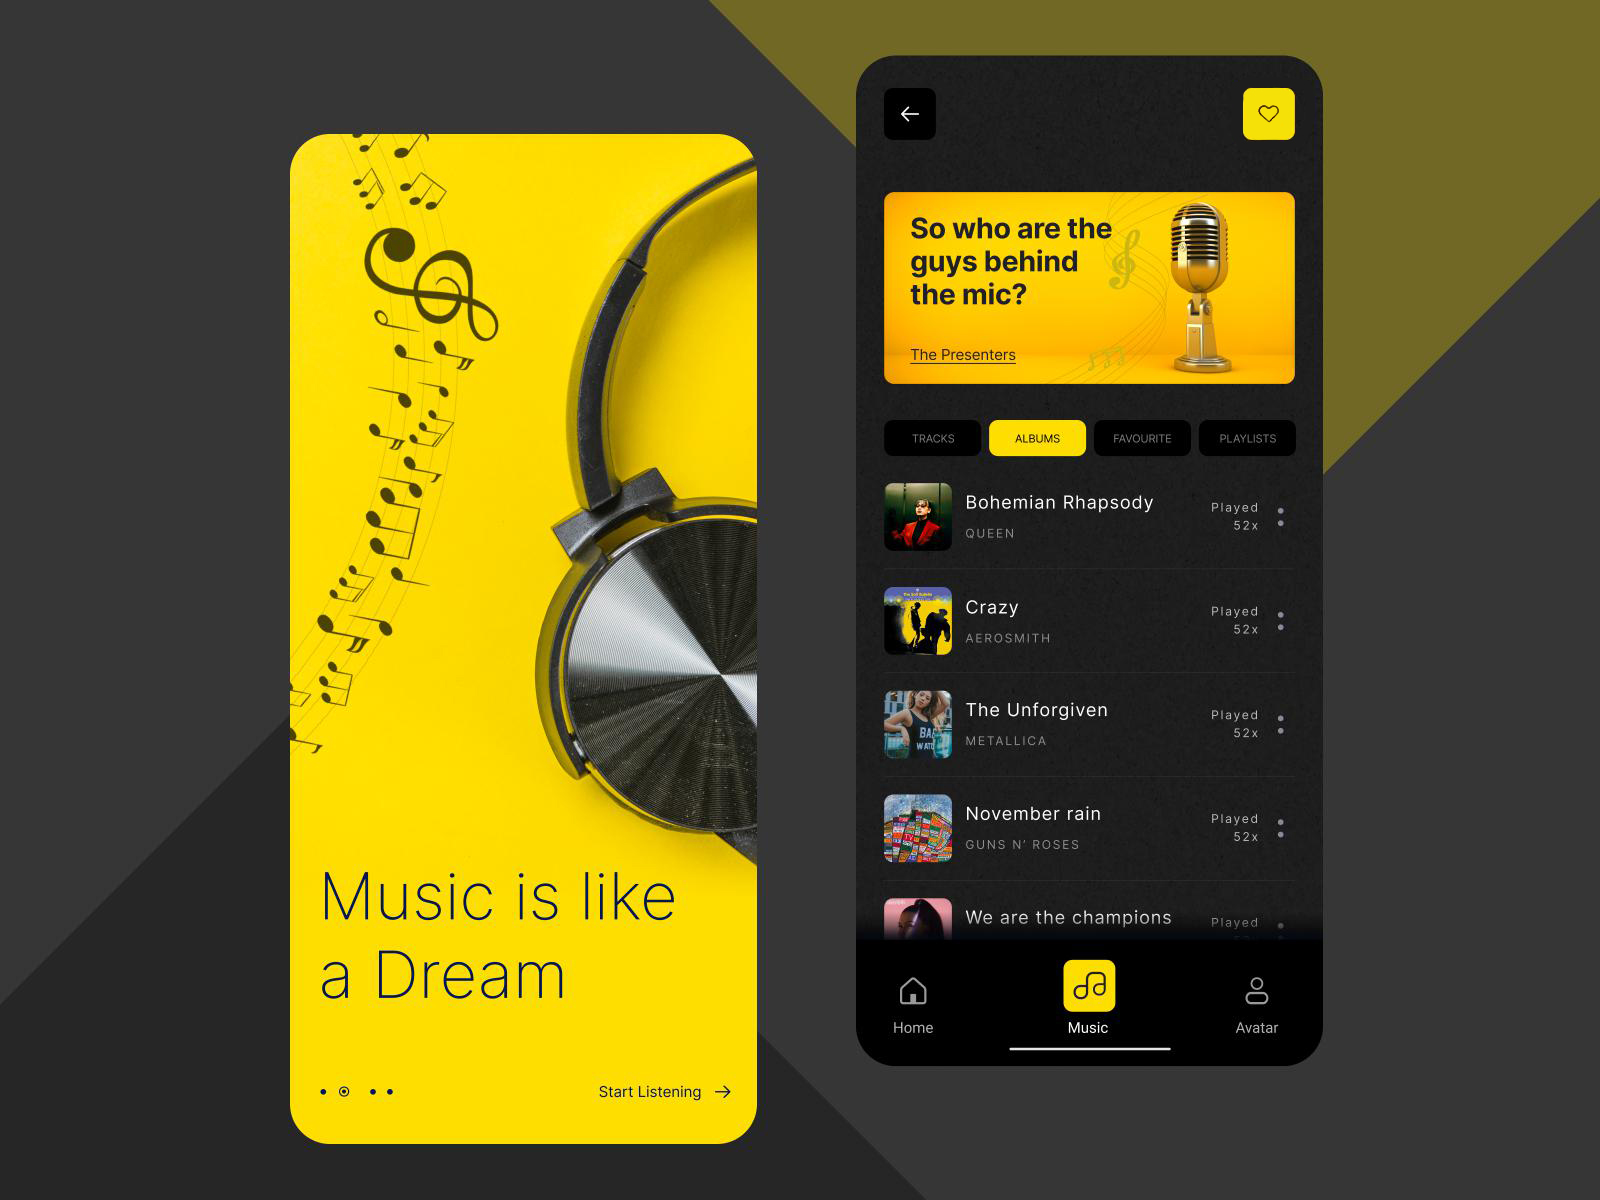 Music is like
a Dream
Start Listening
So who are the
guys behind
the mic?
The Presenters
TRACKS
ALBUMS
FAVOURITE
PLAYLISTS
Bohemian Rhapsody
QUEEN
Played
52x
Crazy
AEROSMITH
Played
52x
The Unforgiven
METALLICA
Played
52x
November rain
GUNS N’ ROSES
Played
52x
We are the champions
Played
Home
Music
Avatar